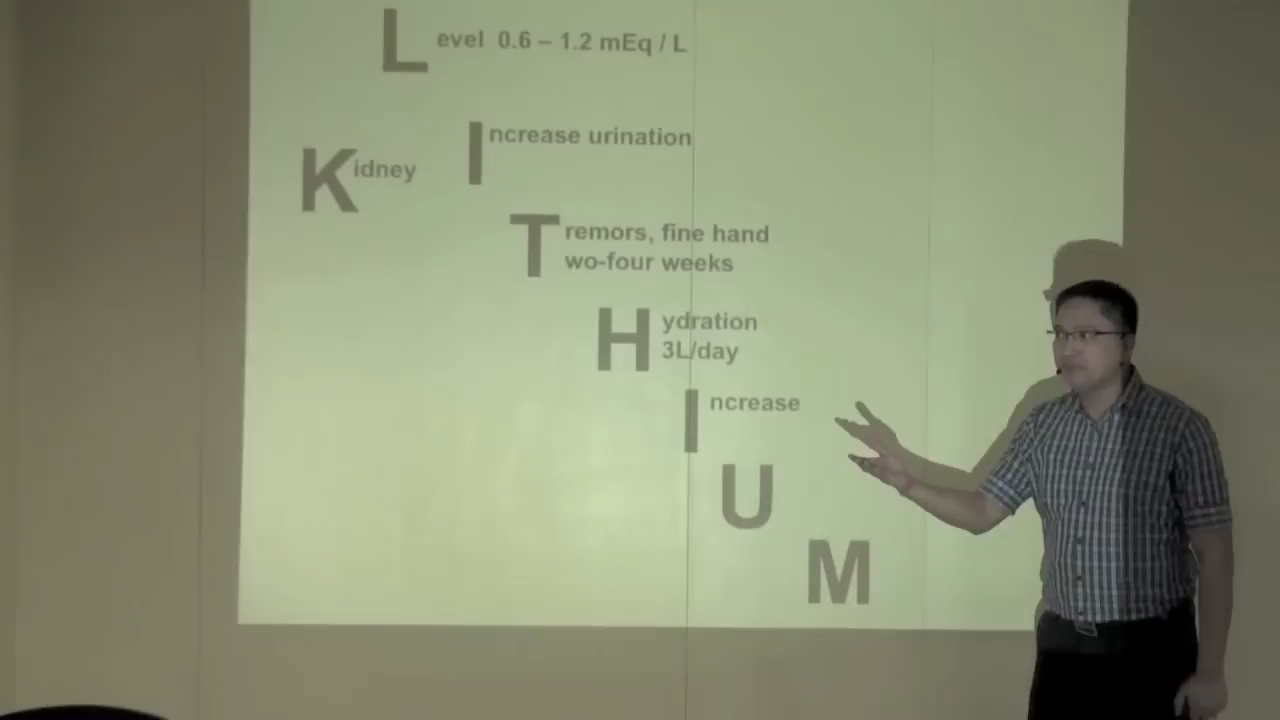 Level 0.6 – 1.2 mEq / L
Increase urination
Kidney
Tremors, fine hand
wo-four weeks
Hydration
3L/day
Increase
U
M